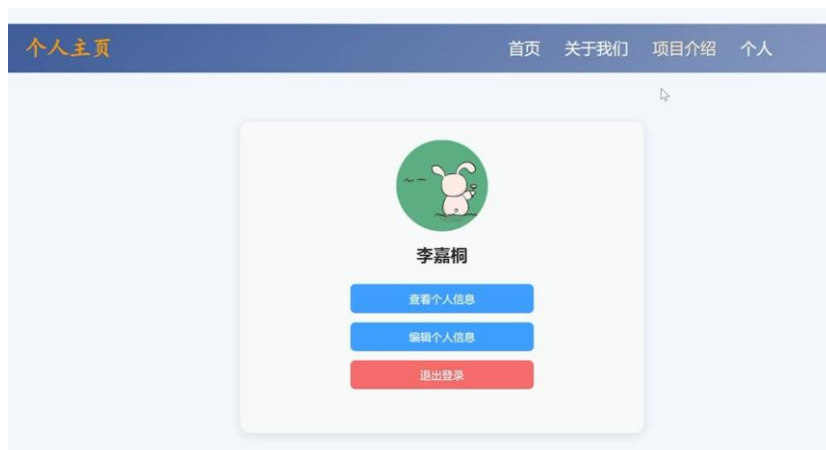 个人主页 首页 关于我们 项目介绍 个人
李嘉桐
查看个人信息
编辑个人信息
退出登录